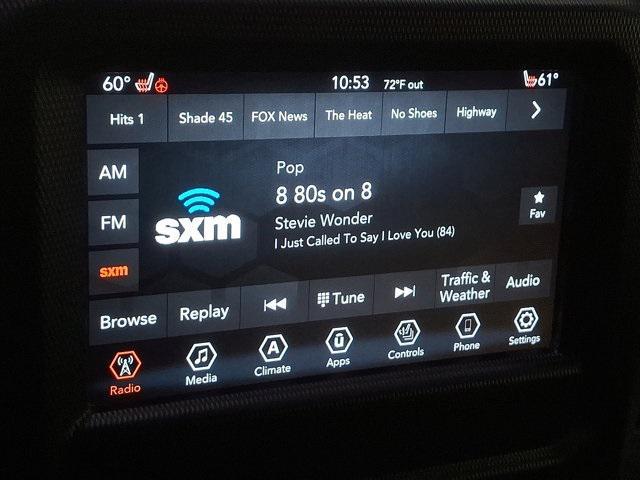 60° 10:53 72°F out 61°
Hits 1 Shade 45 FOX News The Heat No Shoes Highway
AM
FM
sxm
sxm
Pop
8 80s on 8
Stevie Wonder
I Just Called To Say I Love You (84)
Fav
Browse Replay Tune Traffic & Weather Audio
Radio Media A Climate ū Apps Controls Phone Settings